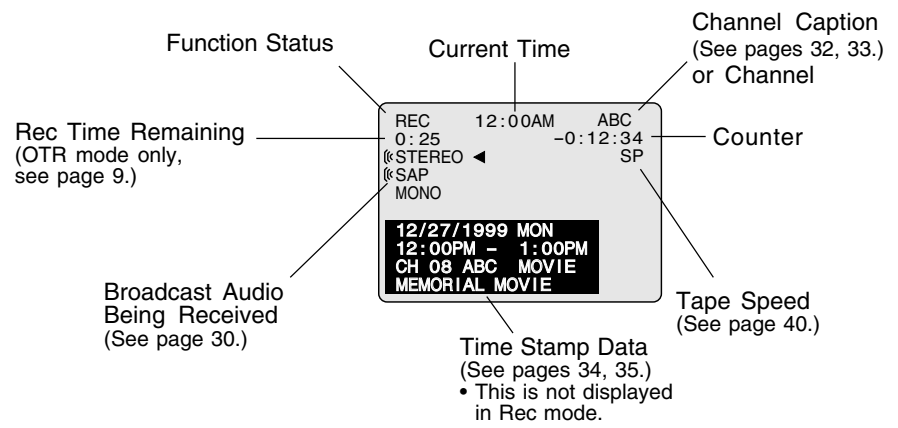 Function Status
Current Time
Channel Caption
(See pages 32, 33.)
or Channel
Rec Time Remaining
(OTR mode only,
see page 9.)
REC 12:00AM ABC
0:25 -0:12:34
STEREO ◀ SP
SAP
MONO
Counter
12/27/1999 MON
12:00PM – 1:00PM
CH 08 ABC MOVIE
MEMORIAL MOVIE
Broadcast Audio
Being Received
(See page 30.)
Tape Speed
(See page 40.)
Time Stamp Data
(See pages 34, 35.)
• This is not displayed
in Rec mode.